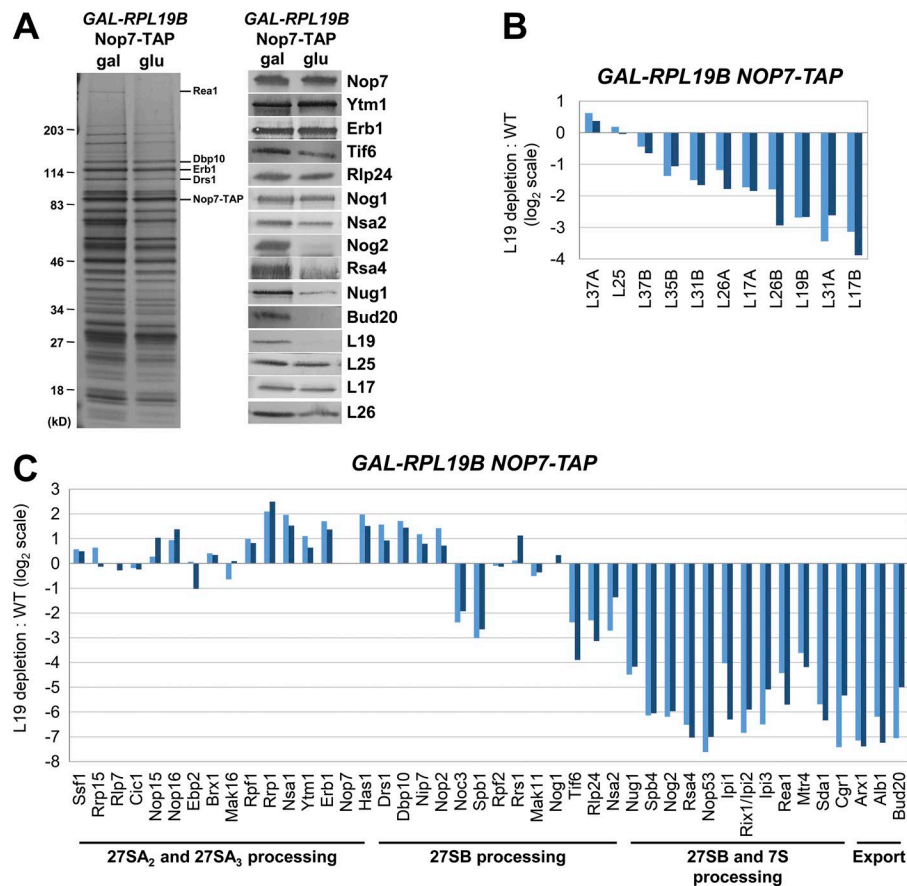 A
GAL-RPL19B
Nop7-TAP
gal glu
203
114
83
46
34
27
18
(kD)
Rea1
Dbp10
Erb1
Drs1
Nop7-TAP
GAL-RPL19B
Nop7-TAP
gal glu
Nop7
Ytm1
Erb1
Tif6
Rlp24
Nog1
Nsa2
Nog2
Rsa4
Nug1
Bud20
L19
L25
L17
L26
B
GAL-RPL19B NOP7-TAP
L19 depletion : WT
(log2 scale)
1
0
-1
-2
-3
-4
L37A
L25
L37B
L35B
L31B
L26A
L17A
L26B
L19B
L31A
L17B
C
GAL-RPL19B NOP7-TAP
L19 depletion : WT (log2 scale)
3
2
1
0
-1
-2
-3
-4
-5
-6
-7
-8
Ssf1
Rrp15
Rlp7
Cic1
Nop15
Nop16
Ebp2
Brx1
Mak16
Rpf1
Rrp1
Nsa1
Ytm1
Erb1
Nop7
Has1
Drs1
Dbp10
Nip7
Nop2
Noc3
Spb1
Rpf2
Rrs1
Mak11
Nog1
Tif6
Rlp24
Nsa2
Nug1
Spb4
Nog2
Rsa4
Nop53
Ipi1
Rix1/Ipi2
Ipi3
Rea1
Mtr4
Sda1
Cgr1
Arx1
Alb1
Bud20
27SA2 and 27SA3 processing
27SB processing
27SB and 7S
processing
Export